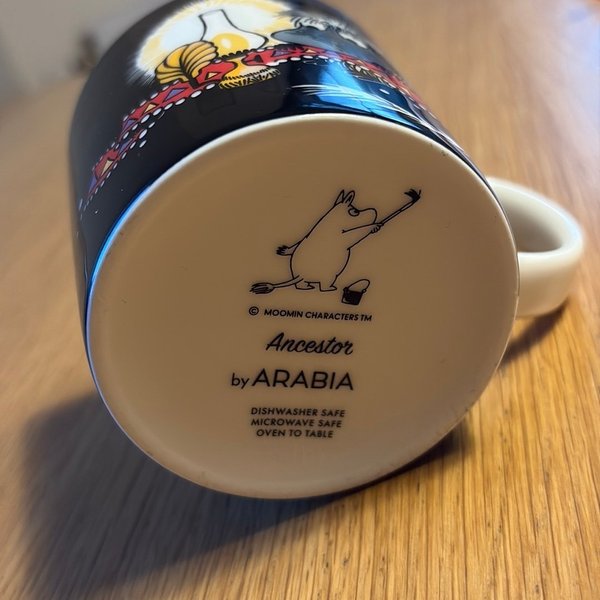 © MOOMIN CHARACTERS TM
Ancestor
by ARABIA
DISHWASHER SAFE
MICROWAVE SAFE
OVEN TO TABLE